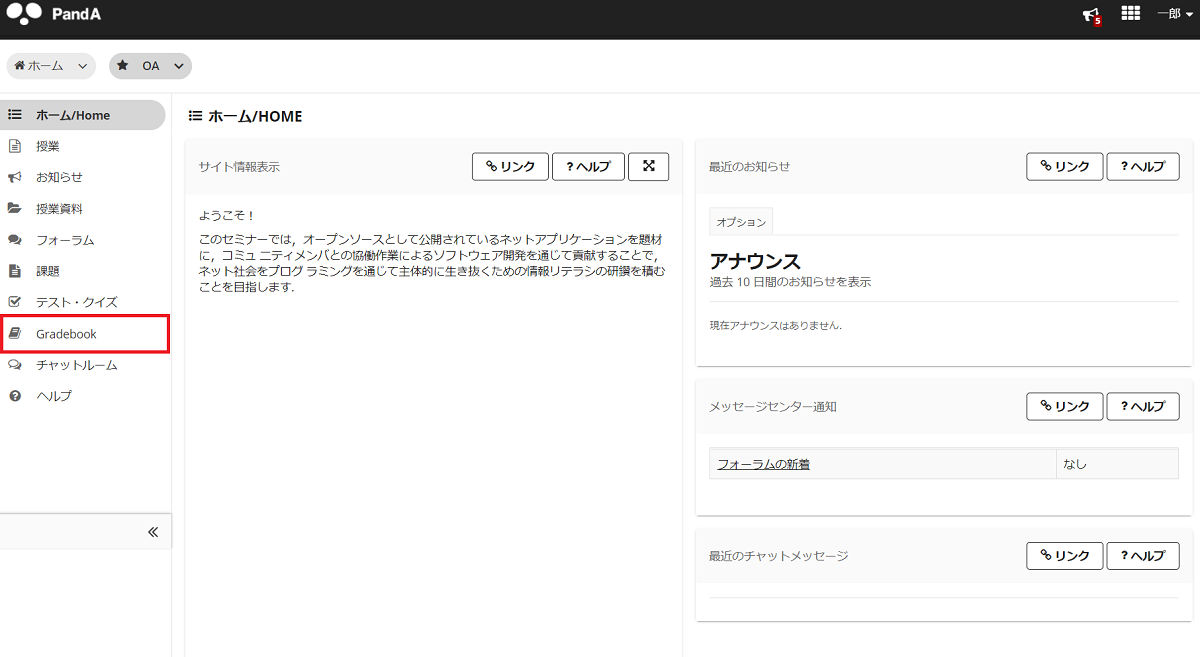 PandA
5
一郎
ホーム
OA
ホーム/Home
授業
お知らせ
授業資料
フォーラム
課題
テスト・クイズ
Gradebook
チャットルーム
ヘルプ
ホーム/HOME
サイト情報表示
リンク
? ヘルプ
ようこそ！
このセミナーでは，オープンソースとして公開されているネットアプリケーションを題材
に，コミュ ニティメンバとの協働作業によるソフトウェア開発を通じて貢献することで，
ネット社会をプログ ラミングを通じて主体的に生き抜くための情報リテラシの研鑽を積む
ことを目指します.
最近のお知らせ
リンク
? ヘルプ
オプション
アナウンス
過去 10 日間のお知らせを表示
現在アナウンスはありません.
メッセージセンター通知
リンク
? ヘルプ
フォーラムの新着
なし
最近のチャットメッセージ
リンク
? ヘルプ